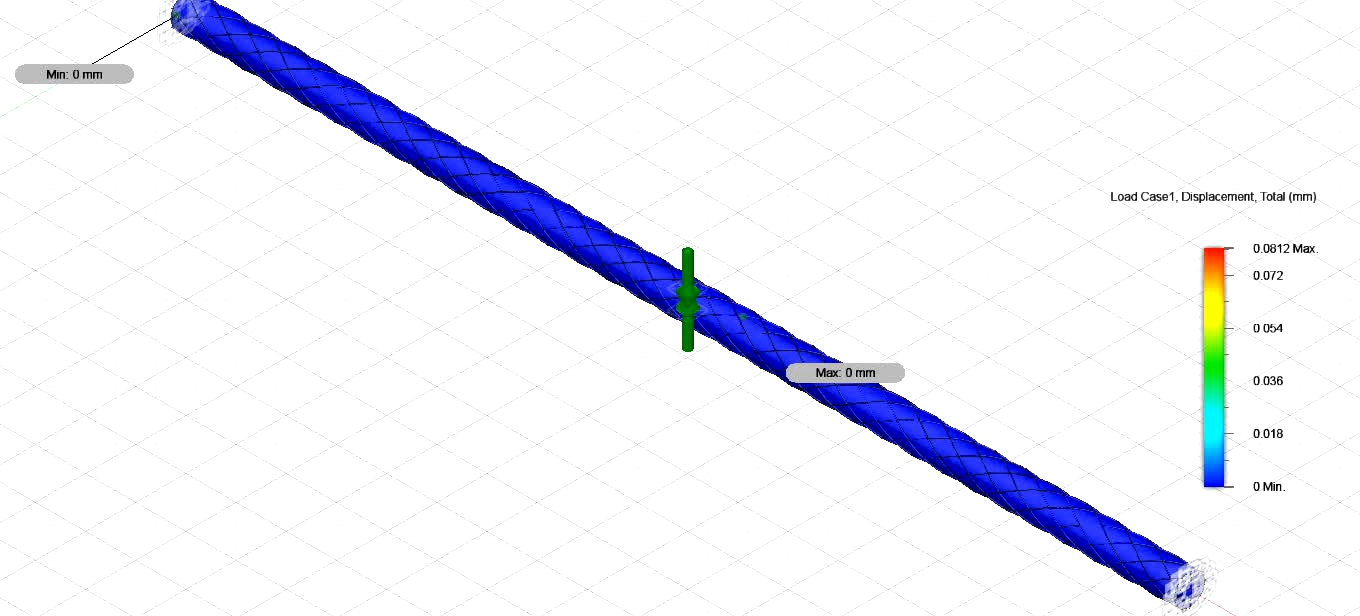 Min: 0 mm
Load Case1, Displacement, Total (mm)
0.0812 Max.
0.072
0.054
0.036
Max: 0 mm
0.018
0 Min.